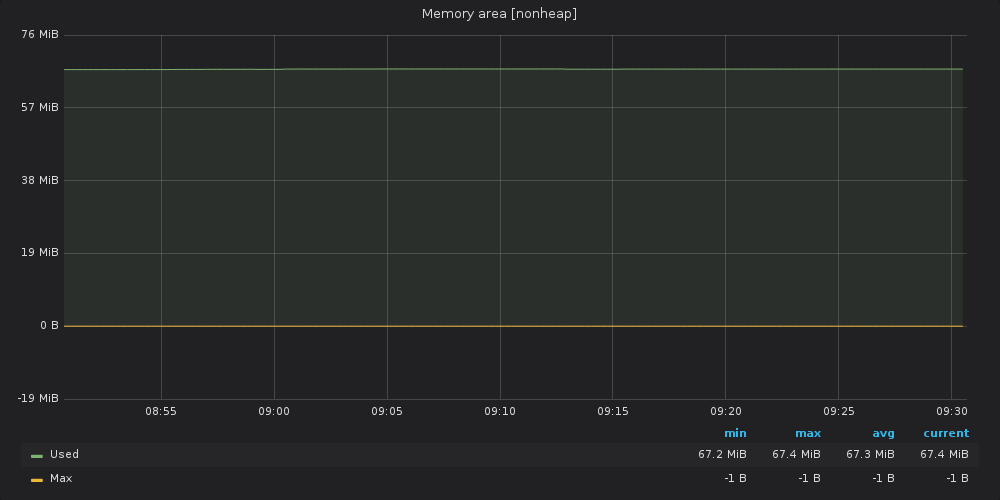 Memory area [nonheap]
76 MiB
57 MiB
38 MiB
19 MiB
0 B
-19 MiB
08:55 09:00 09:05 09:10 09:15 09:20 09:25 09:30
min max avg current
Used 67.2 MiB 67.4 MiB 67.3 MiB 67.4 MiB
Max -1 B -1 B -1 B -1 B